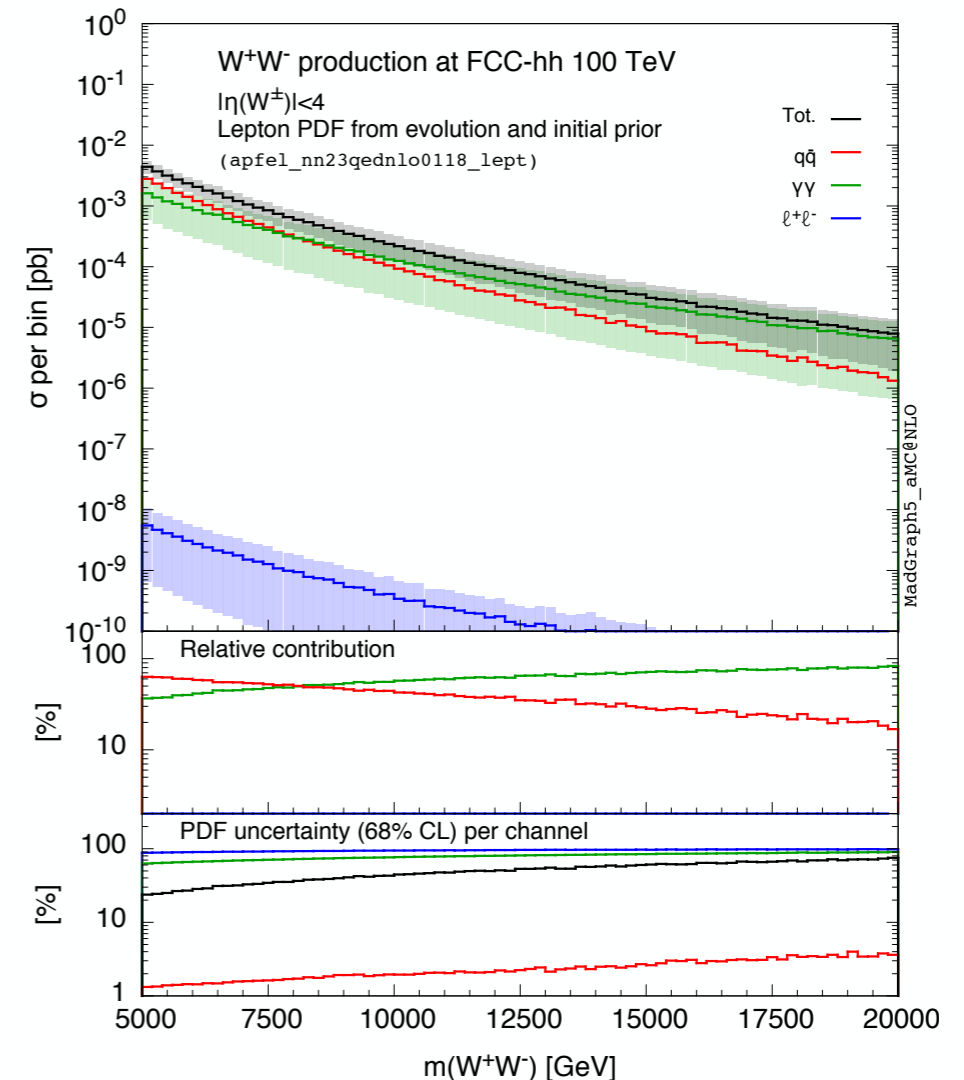 W⁺W⁻ production at FCC-hh 100 TeV
|η(W±)|<4
Lepton PDF from evolution and initial prior
(apfel_nn23qednlo0118_lept)
Tot.
qq̄
γγ
ℓ⁺ℓ⁻
σ per bin [pb]
10⁰
10⁻¹
10⁻²
10⁻³
10⁻⁴
10⁻⁵
10⁻⁶
10⁻⁷
10⁻⁸
10⁻⁹
10⁻¹⁰
MadGraph5_aMC@NLO
Relative contribution
[%]
100
10
PDF uncertainty (68% CL) per channel
[%]
100
10
1
5000 7500 10000 12500 15000 17500 20000
m(W⁺W⁻) [GeV]